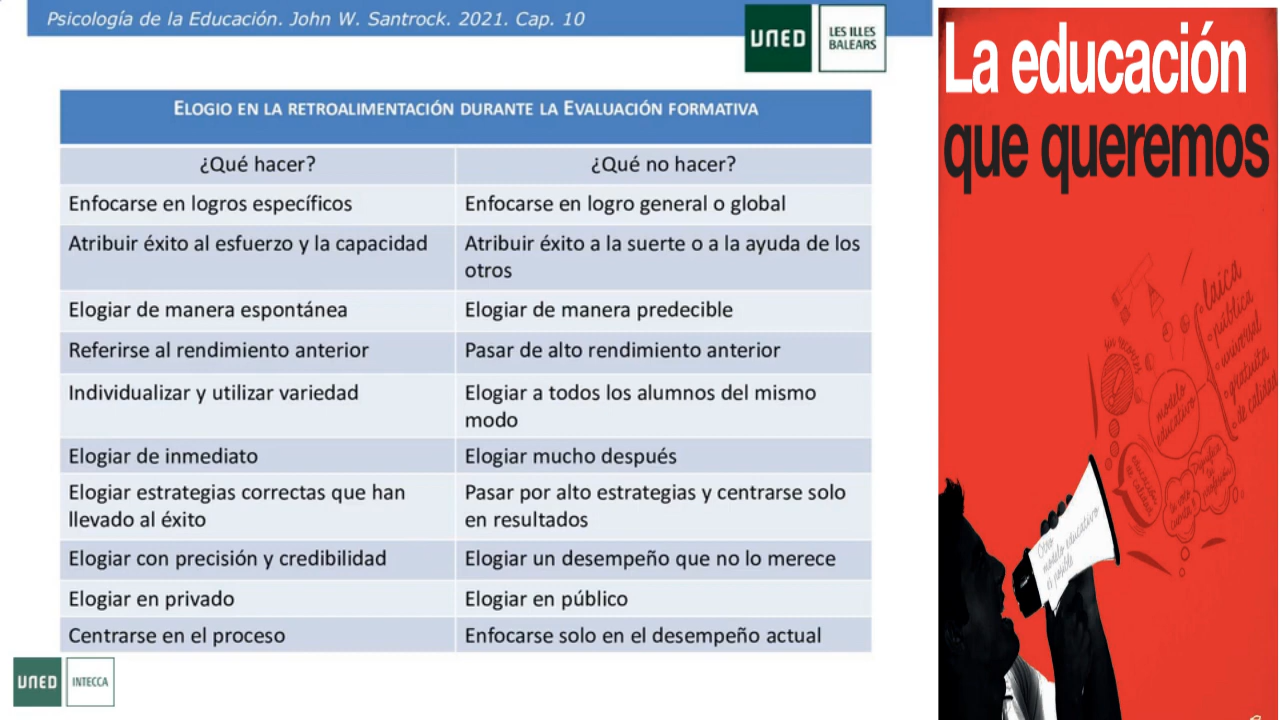 Psicología de la Educación. John W. Santrock. 2021. Cap. 10
UNED
LES ILLES
BALEARS
ELOGIO EN LA RETROALIMENTACIÓN DURANTE LA EVALUACIÓN FORMATIVA
¿Qué hacer?
¿Qué no hacer?
Enfocarse en logros específicos
Enfocarse en logro general o global
Atribuir éxito al esfuerzo y la capacidad
Atribuir éxito a la suerte o a la ayuda de los
otros
Elogiar de manera espontánea
Elogiar de manera predecible
Referirse al rendimiento anterior
Pasar de alto rendimiento anterior
Individualizar y utilizar variedad
Elogiar a todos los alumnos del mismo
modo
Elogiar de inmediato
Elogiar mucho después
Elogiar estrategias correctas que han
llevado al éxito
Pasar por alto estrategias y centrarse solo
en resultados
Elogiar con precisión y credibilidad
Elogiar un desempeño que no lo merece
Elogiar en privado
Elogiar en público
Centrarse en el proceso
Enfocarse solo en el desempeño actual
UNED
INTECCA
La educación
que queremos
laica
pública
universal
gratuita
de calidad
sin recortes
modelo
educativo
Otro
modelo educativo
es posible